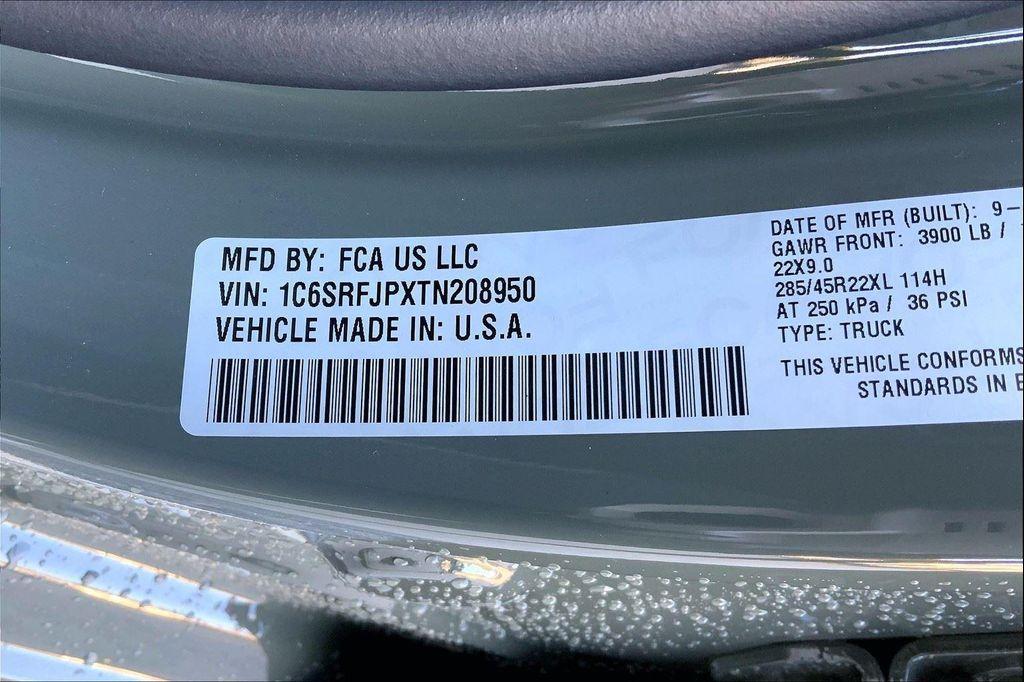 MFD BY: FCA US LLC
VIN: 1C6SRFJPXTN208950
VEHICLE MADE IN: U.S.A.
DATE OF MFR (BUILT): 9-
GAWR FRONT: 3900 LB /
22X9.0
285/45R22XL 114H
AT 250 kPa / 36 PSI
TYPE: TRUCK
THIS VEHICLE CONFORMS
STANDARDS IN